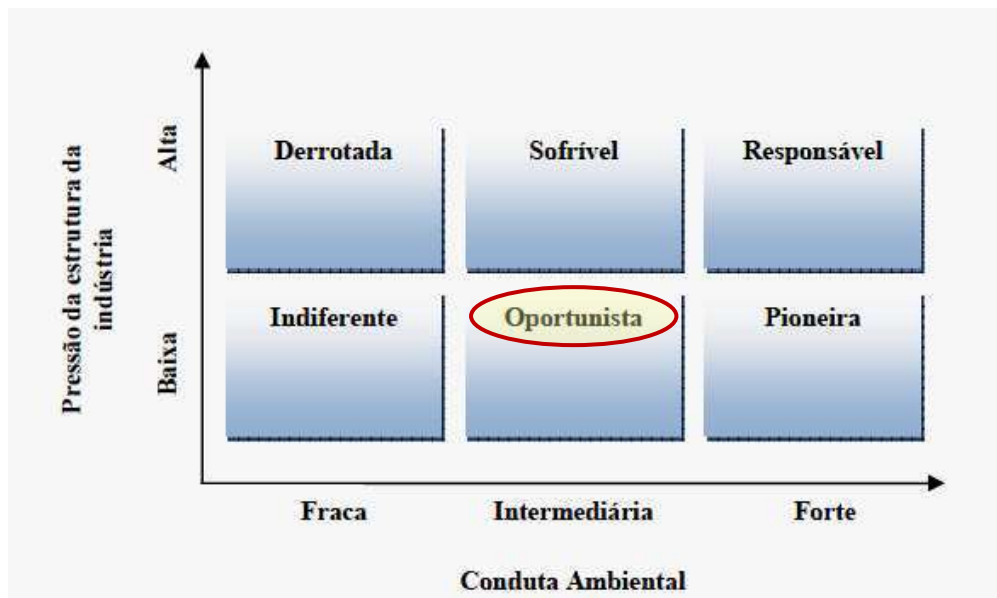 Pressão da estrutura da
indústria
Alta
Baixa
Derrotada
Sofrível
Responsável
Indiferente
Oportunista
Pioneira
Fraca
Intermediária
Forte
Conduta Ambiental